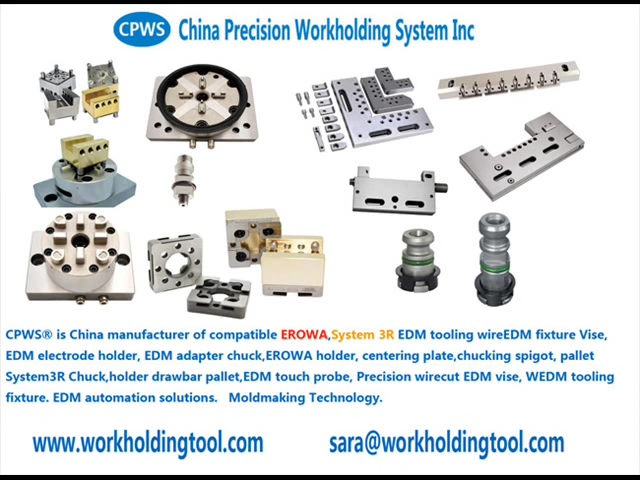 CPWS China Precision Workholding System Inc
CPWS® is China manufacturer of compatible EROWA,System 3R EDM tooling wireEDM fixture Vise,
EDM electrode holder, EDM adapter chuck,EROWA holder, centering plate,chucking spigot, pallet
System3R Chuck,holder drawbar pallet,EDM touch probe, Precision wirecut EDM vise, WEDM tooling
fixture. EDM automation solutions. Moldmaking Technology.
www.workholdingtool.com sara@workholdingtool.com